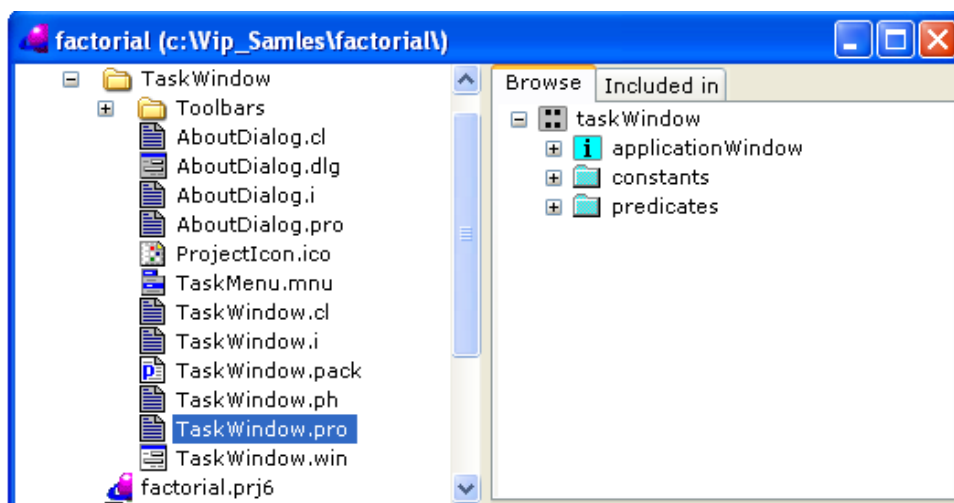 factorial (c:\Vip_Samles\factorial\)
TaskWindow
Toolbars
AboutDialog.cl
AboutDialog.dlg
AboutDialog.i
AboutDialog.pro
ProjectIcon.ico
TaskMenu.mnu
TaskWindow.cl
TaskWindow.i
TaskWindow.pack
TaskWindow.ph
TaskWindow.pro
TaskWindow.win
factorial.prj6
Browse Included in
taskWindow
applicationWindow
constants
predicates